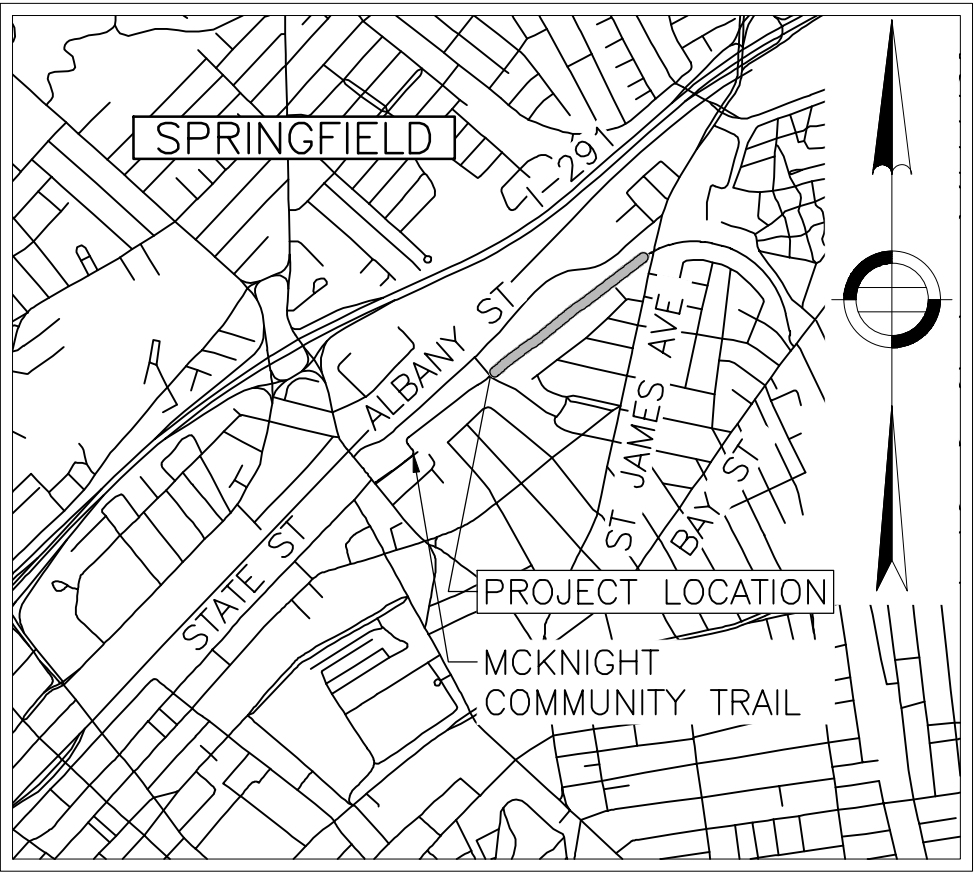 SPRINGFIELD
I-291
ALBANY ST
ST JAMES AVE
BAY ST
STATE ST
PROJECT LOCATION
MCKNIGHT
COMMUNITY TRAIL